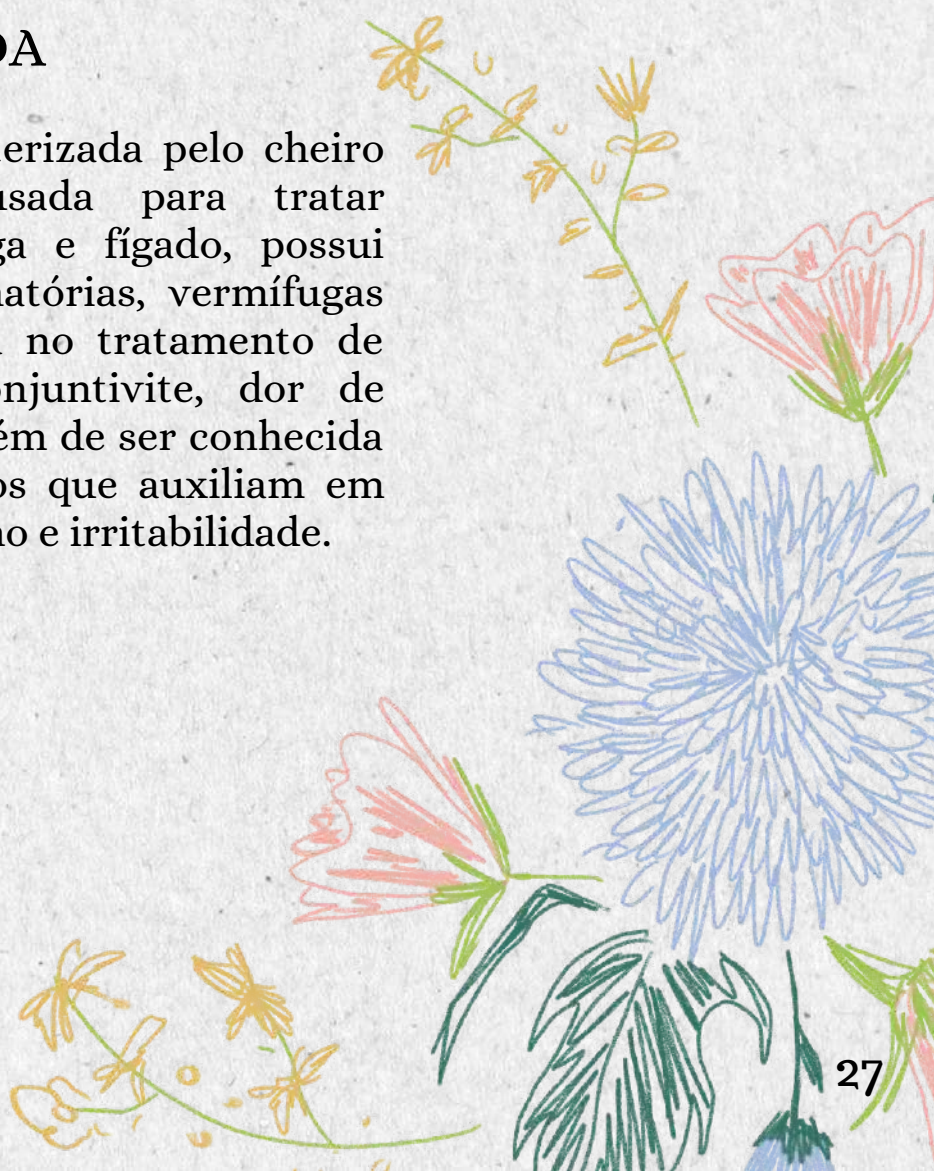 DA
erizada pelo cheiro
usada para tratar
ga e fígado, possui
atórias, vermífugas
no tratamento de
onjuntivite, dor de
ém de ser conhecida
os que auxiliam em
no e irritabilidade.
27